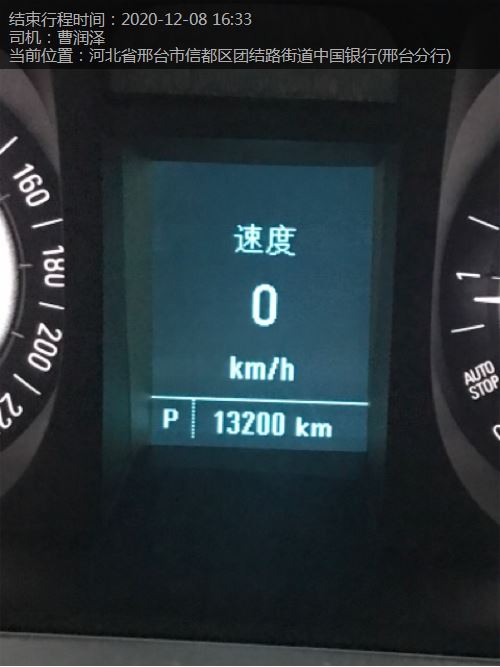 结束行程时间：2020-12-08 16:33
司机：曹润泽
当前位置：河北省邢台市信都区团结路街道中国银行(邢台分行)
160
180
200
速度
0
km/h
P 13200 km
1
AUTO
STOP